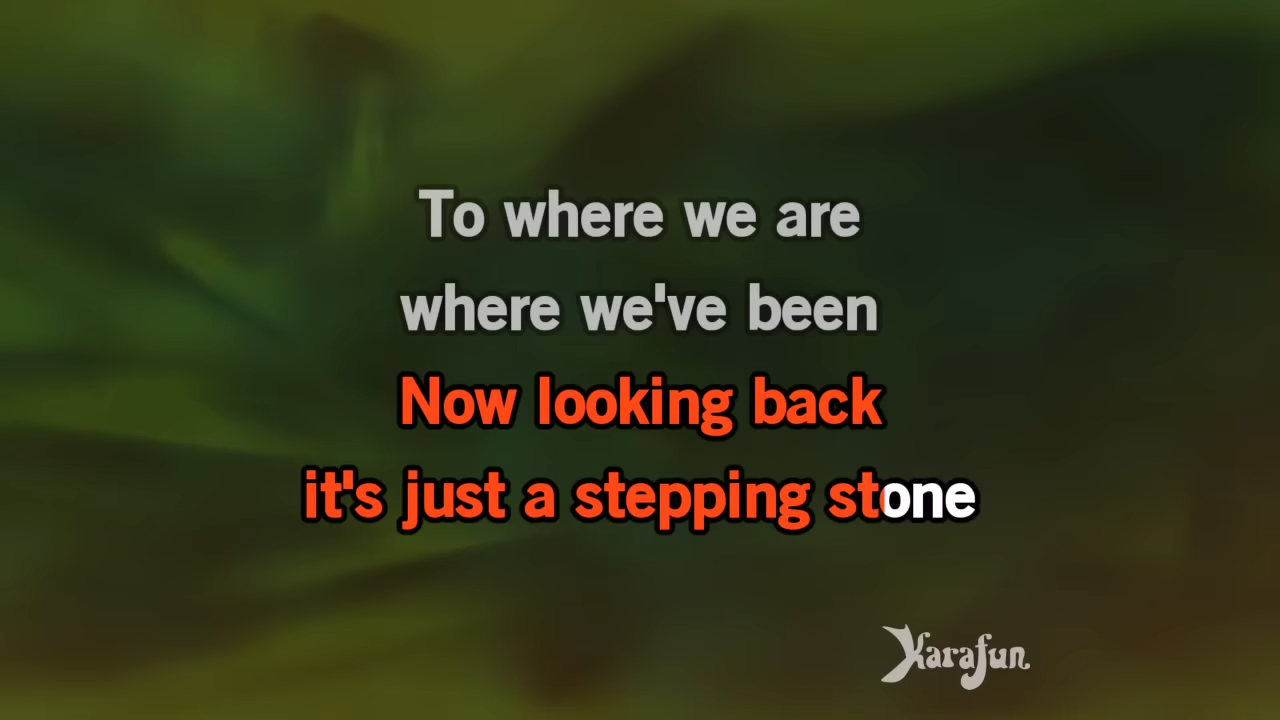 To where we are
where we've been
Now looking back
it's just a stepping stone
Karafun